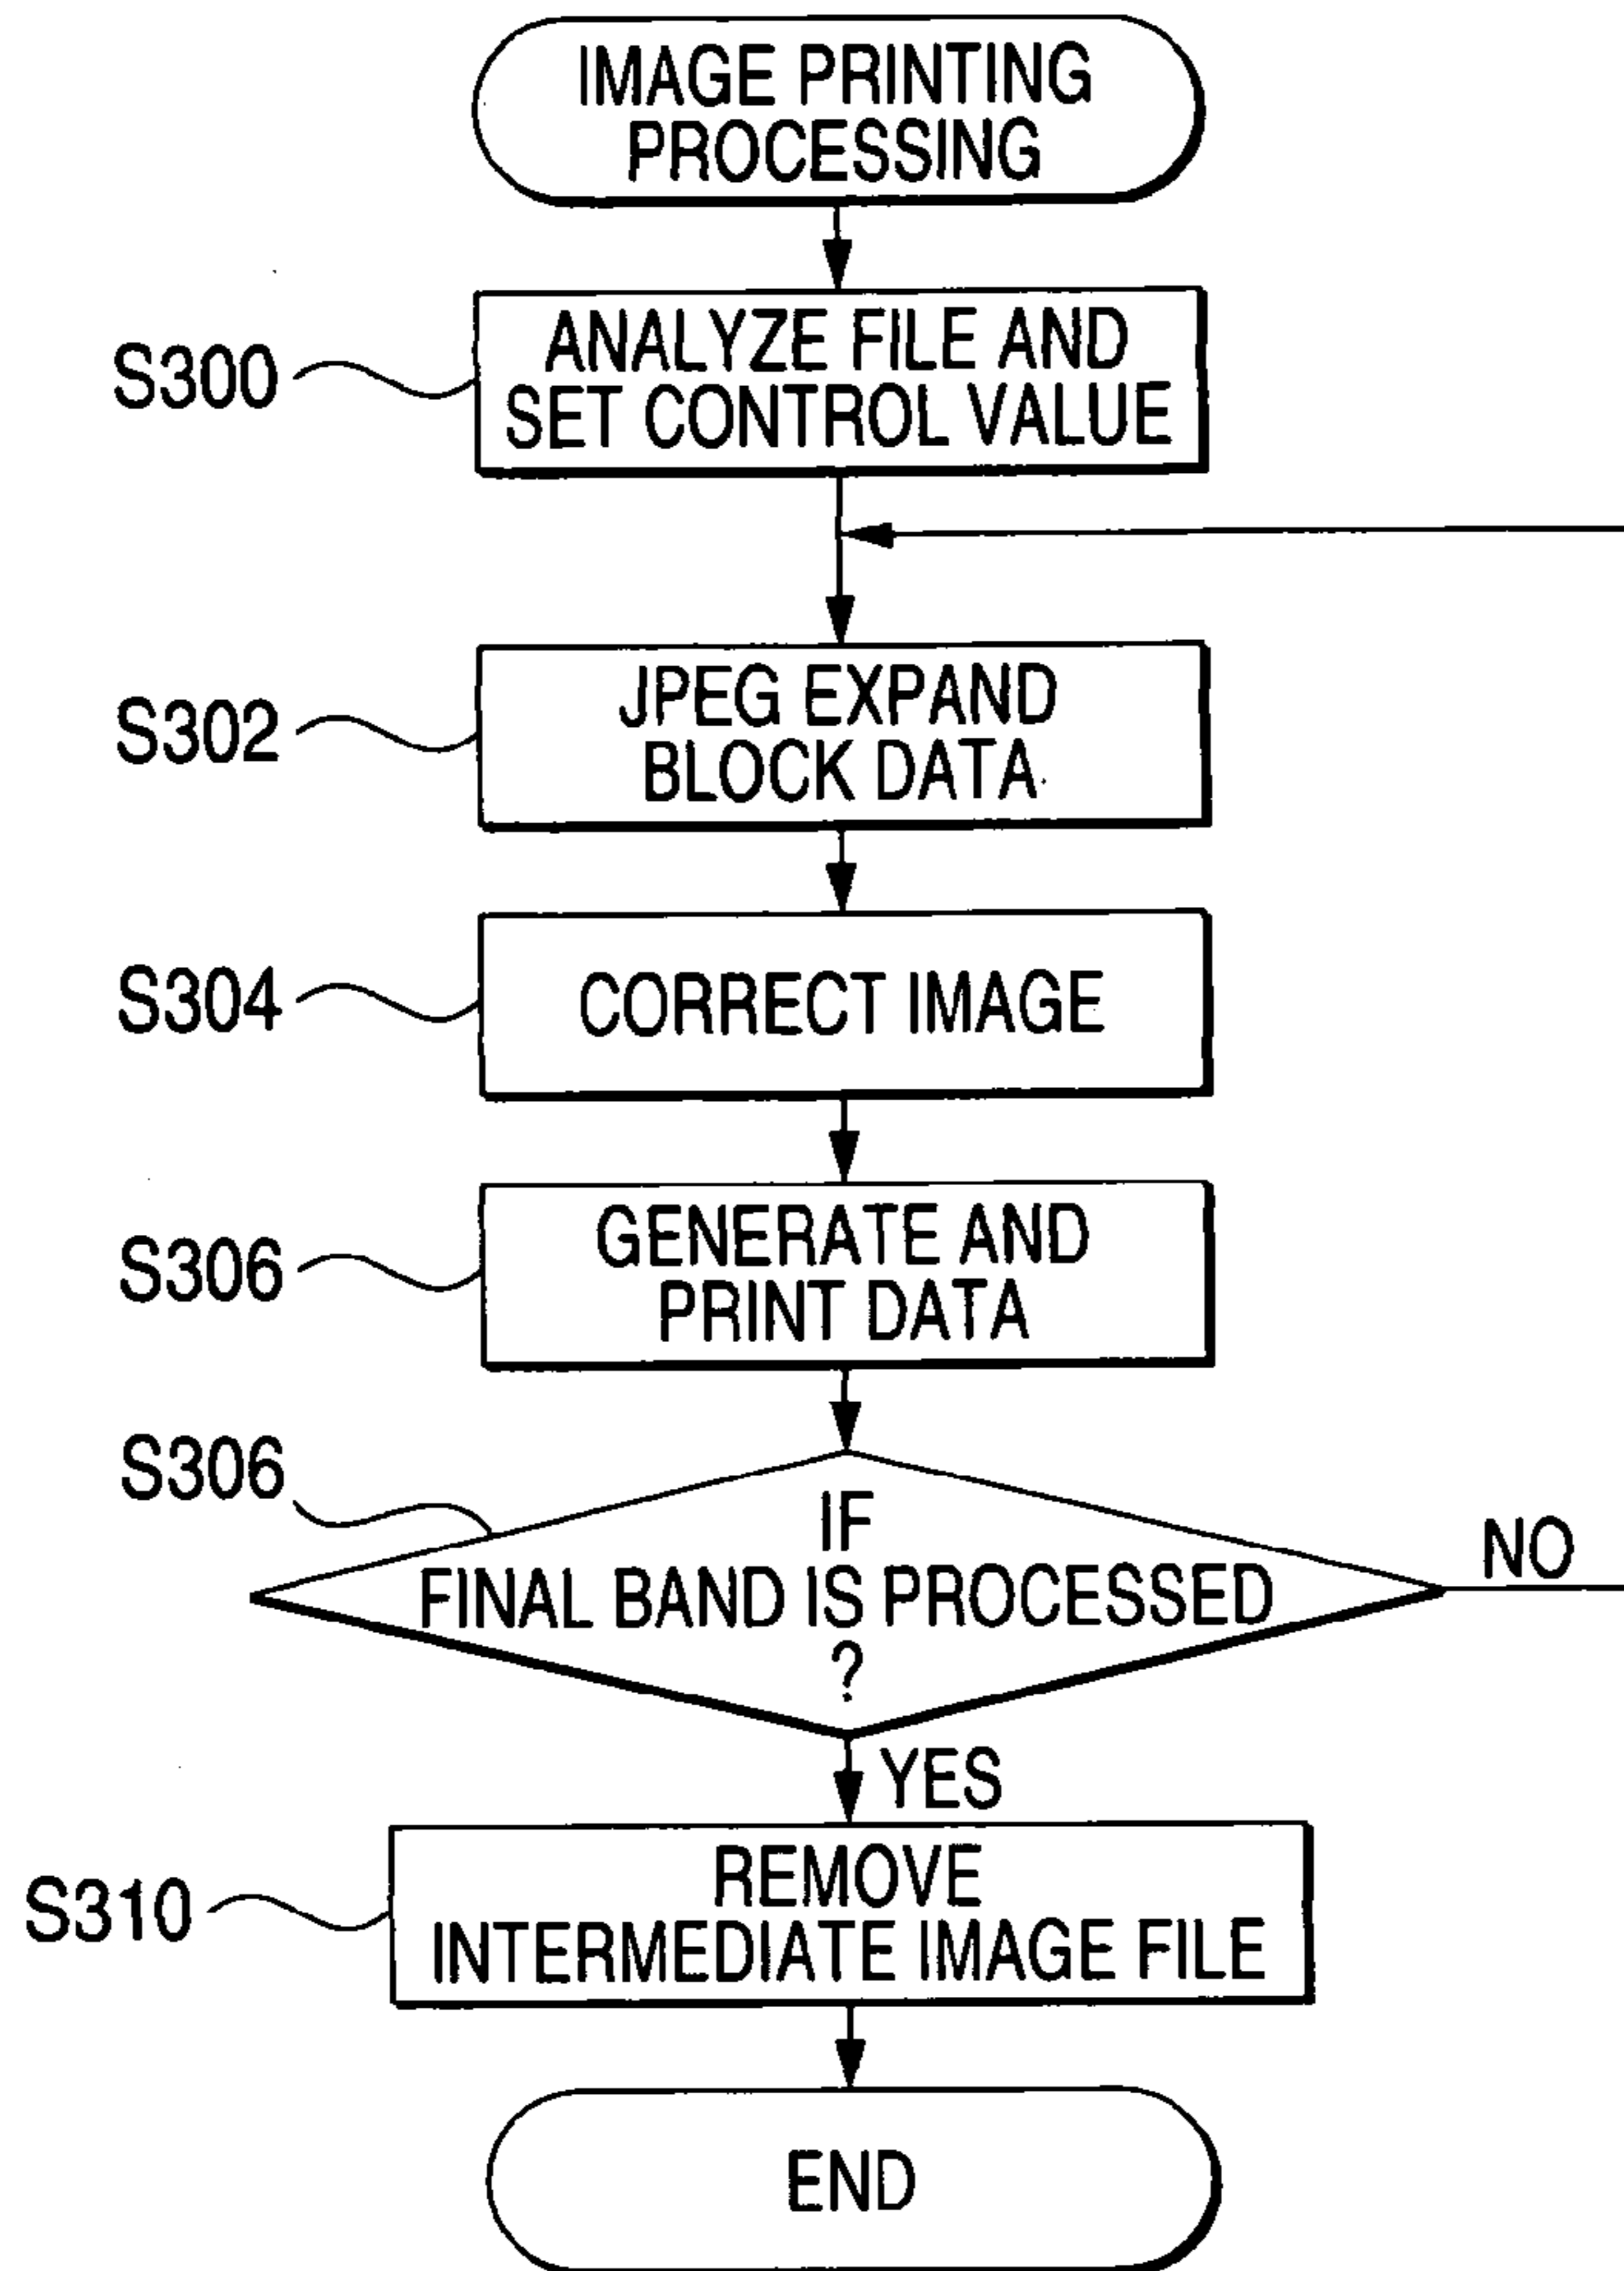 IMAGE PRINTING
PROCESSING
S300
ANALYZE FILE AND
SET CONTROL VALUE
S302
JPEG EXPAND
BLOCK DATA
S304
CORRECT IMAGE
S306
GENERATE AND
PRINT DATA
S306
IF
FINAL BAND IS PROCESSED
?
NO
YES
S310
REMOVE
INTERMEDIATE IMAGE FILE
END